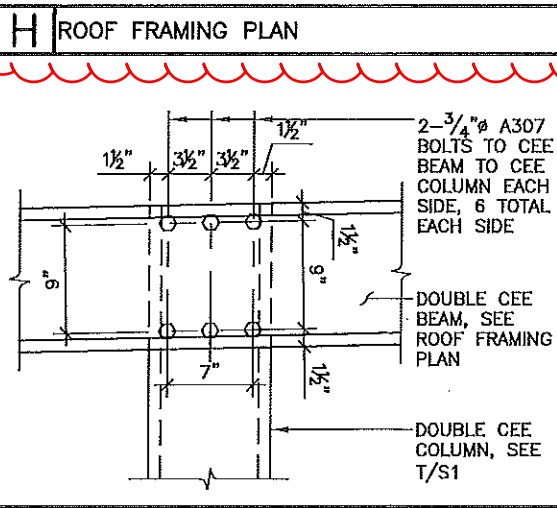 H ROOF FRAMING PLAN
2-3/4"ø A307
BOLTS TO CEE
BEAM TO CEE
COLUMN EACH
SIDE, 6 TOTAL
EACH SIDE
1½"
1½" 3½" 3½"
1½"
9"
9"
DOUBLE CEE
BEAM, SEE
ROOF FRAMING
PLAN
7"
1½"
DOUBLE CEE
COLUMN, SEE
T/S1